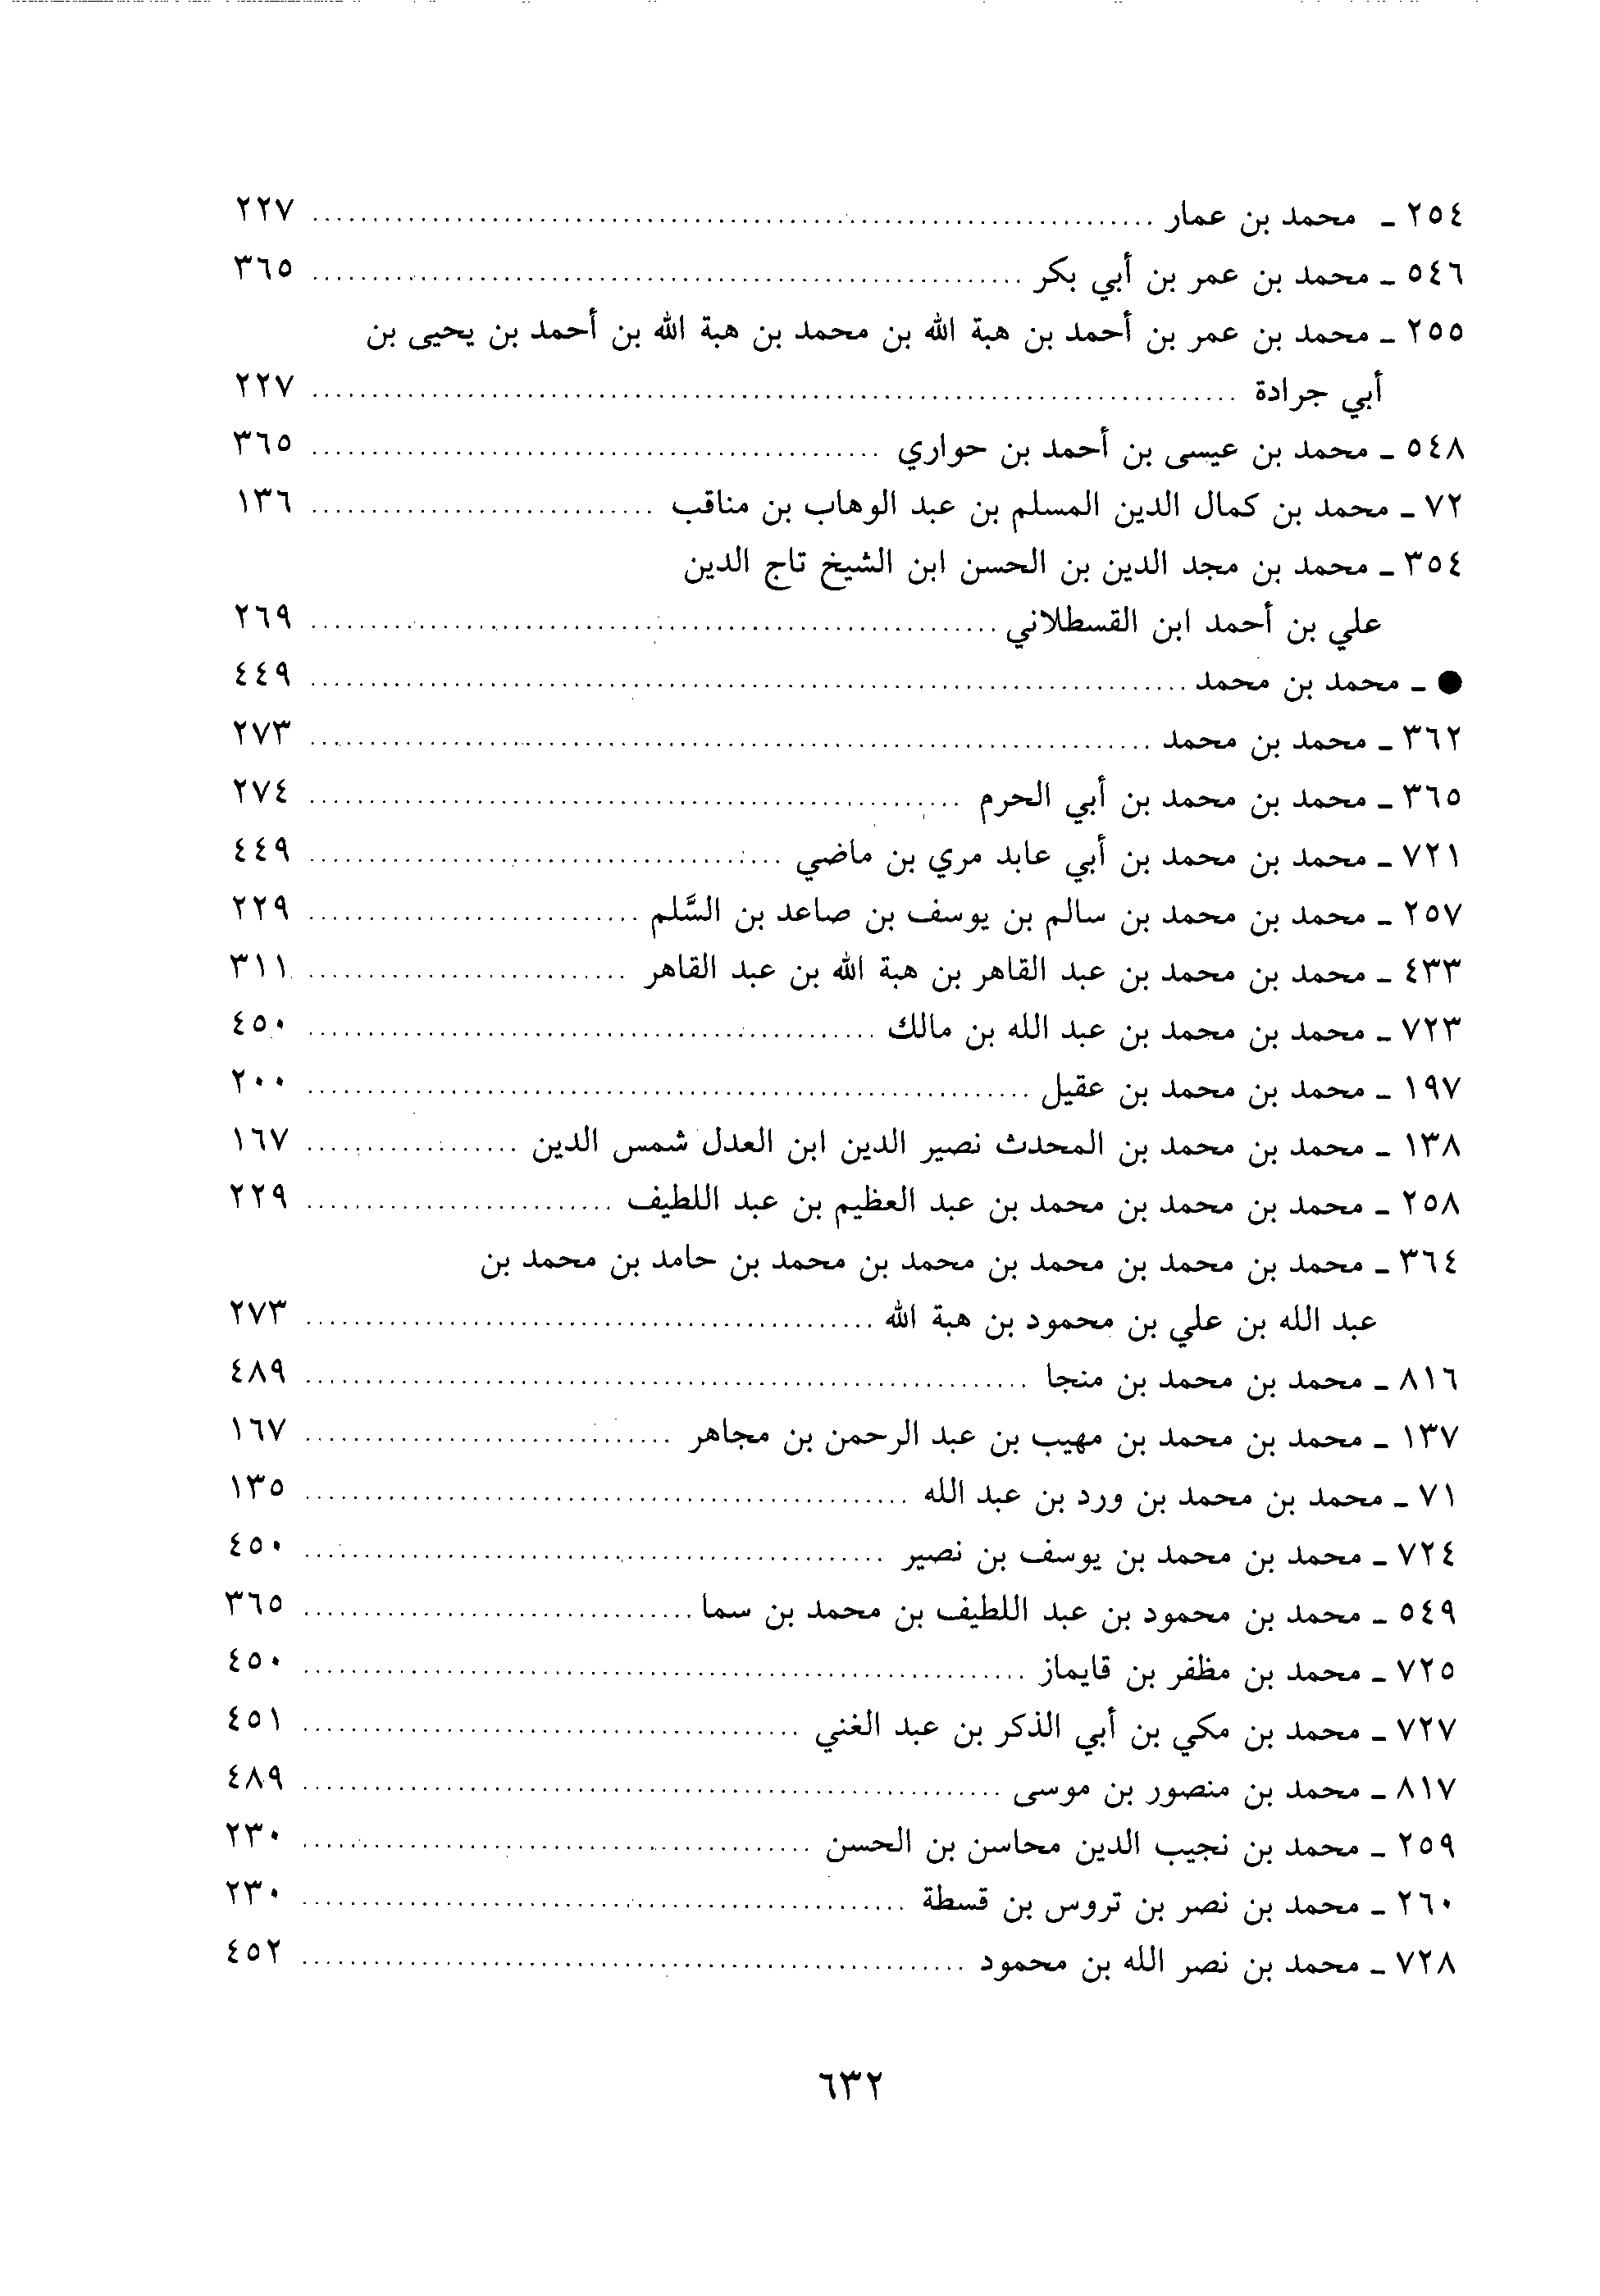 ٢٥٤ ـ محمد بن عمار ........ ٢٢٧
٥٤٦ ـ محمد بن عمر بن أبي بكر ........ ٣٦٥
٢٥٥ ـ محمد بن عمر بن أحمد بن هبة الله بن محمد بن هبة الله بن أحمد بن يحيى بن
أبي جرادة ........ ٢٢٧
٥٤٨ ـ محمد بن عيسى بن أحمد بن حواري ........ ٣٦٥
٧٢ ـ محمد بن كمال الدين المسلم بن عبد الوهاب بن مناقب ........ ١٣٦
٣٥٤ ـ محمد بن مجد الدين بن الحسن ابن الشيخ تاج الدين
علي بن أحمد ابن القسطلاني ........ ٢٦٩
● ـ محمد بن محمد ........ ٤٤٩
٣٦٢ ـ محمد بن محمد ........ ٢٧٣
٣٦٥ ـ محمد بن محمد بن أبي الحرم ........ ٢٧٤
٧٢١ ـ محمد بن محمد بن أبي عابد مري بن ماضي ........ ٤٤٩
٢٥٧ ـ محمد بن محمد بن سالم بن يوسف بن صاعد بن السَّلم ........ ٢٢٩
٤٣٣ ـ محمد بن محمد بن عبد القاهر بن هبة الله بن عبد القاهر ........ ٣١١
٧٢٣ ـ محمد بن محمد بن عبد الله بن مالك ........ ٤٥٠
١٩٧ ـ محمد بن محمد بن عقيل ........ ٢٠٠
١٣٨ ـ محمد بن محمد بن المحدث نصير الدين ابن العدل شمس الدين ........ ١٦٧
٢٥٨ ـ محمد بن محمد بن محمد بن عبد العظيم بن عبد اللطيف ........ ٢٢٩
٣٦٤ ـ محمد بن محمد بن محمد بن محمد بن محمد بن حامد بن محمد بن
عبد الله بن علي بن محمود بن هبة الله ........ ٢٧٣
٨١٦ ـ محمد بن محمد بن منجا ........ ٤٨٩
١٣٧ ـ محمد بن محمد بن مهيب بن عبد الرحمن بن مجاهر ........ ١٦٧
٧١ ـ محمد بن محمد بن ورد بن عبد الله ........ ١٣٥
٧٢٤ ـ محمد بن محمد بن يوسف بن نصير ........ ٤٥٠
٥٤٩ ـ محمد بن محمود بن عبد اللطيف بن محمد بن سما ........ ٣٦٥
٧٢٥ ـ محمد بن مظفر بن قايماز ........ ٤٥٠
٧٢٧ ـ محمد بن مكي بن أبي الذكر بن عبد الغني ........ ٤٥١
٨١٧ ـ محمد بن منصور بن موسى ........ ٤٨٩
٢٥٩ ـ محمد بن نجيب الدين محاسن بن الحسن ........ ٢٣٠
٢٦٠ ـ محمد بن نصر بن تروس بن قسطة ........ ٢٣٠
٧٢٨ ـ محمد بن نصر الله بن محمود ........ ٤٥٢
٦٣٢